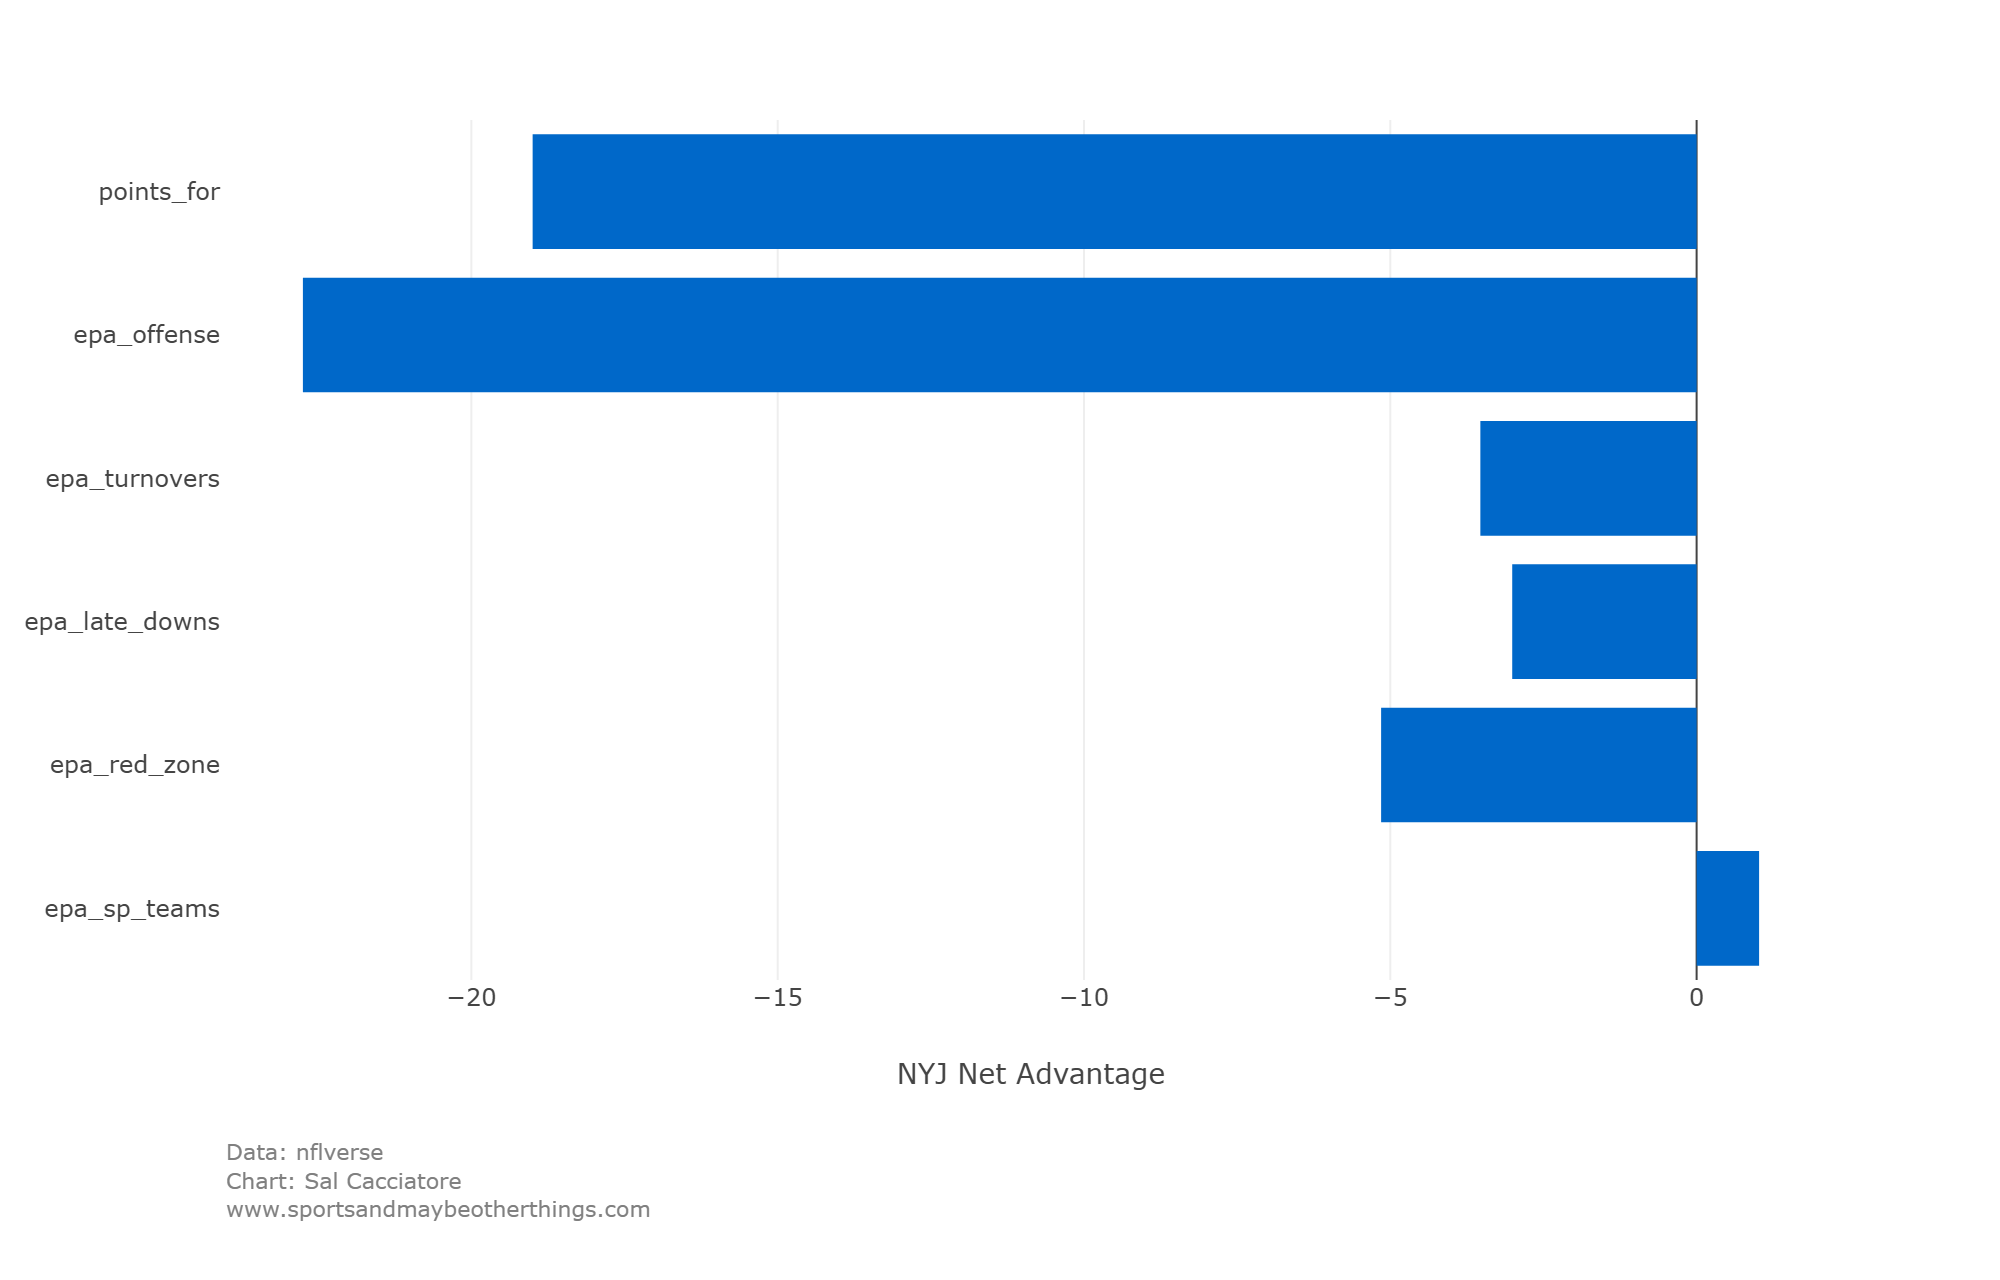 points_for
epa_offense
epa_turnovers
epa_late_downs
epa_red_zone
epa_sp_teams
−20 −15 −10 −5 0
NYJ Net Advantage
Data: nflverse
Chart: Sal Cacciatore
www.sportsandmaybeotherthings.com